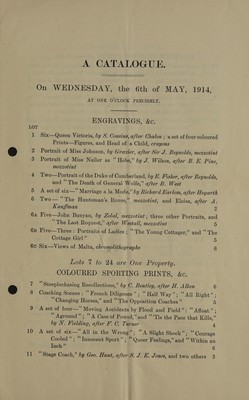 A CATALOGUE.
On WEDNESDAY, the 6th of MAY, 1914,
AT ONE O'CLOCK PRECISELY.
ENGRAVINGS, &c.
LOT
1 Six—Queen Victoria, by S. Cousins, after Chalon ; a set of four coloured
Prints—Figures, and Head of a Child, crayons 6
2 Portrait of Miss Johnson, by Grozier, after Sir J. Reynolds, mezzotint
3 Portrait of Miss Nailer as "Hebe," by J. Wilson, after R. E. Pine,
mezzotint
4 Two—Portrait of the Duke of Cumberland, by E. Fisher, after Reynolds,
and "The Death of General Wolfe," after B. West 2
5 A set of six—"Marriage a la Mode," by Richard Earlom, after Hogarth
6 Two—"The Huntsman's Room," mezzotint, and Eloisa, after A.
Kauffman 2
6A Five—John Bunyan, by Zobel, mezzotint; three other Portraits, and
"The Last Request," after Westall, mezzotint 5
6B Five—Three : Portraits of Ladies ; "The Young Cottager," and "The
Cottage Girl" 5
6C Six—Views of Malta, chromolithographs 6
Lots 7 to 24 are One Property.
COLOURED SPORTING PRINTS, &c.
7 "Steeplechasing Recollections," by C. Bentley, after H. Alken 6
8 Coaching Scenes : "French Diligence" ; "Half Way" ; "All Right" ;
"Changing Horses," and "The Opposition Coaches" 5
9 A set of four—"Moving Accidents by Flood and Field" ; "Afloat" ;
"Aground" ; "A Case of Pound," and "'Tis the Pace that Kills,"
by N. Fielding, after F. C. Turner 4
10 A set of six—"All in the Wrong" ; "A Slight Shock" ; "Courage
Cooled" ; "Innocent Sport" ; "Queer Feelings," and "Within an
Inch" 6
11 "Stage Coach," by Geo. Hunt, after S. J. E. Jones, and two others 3